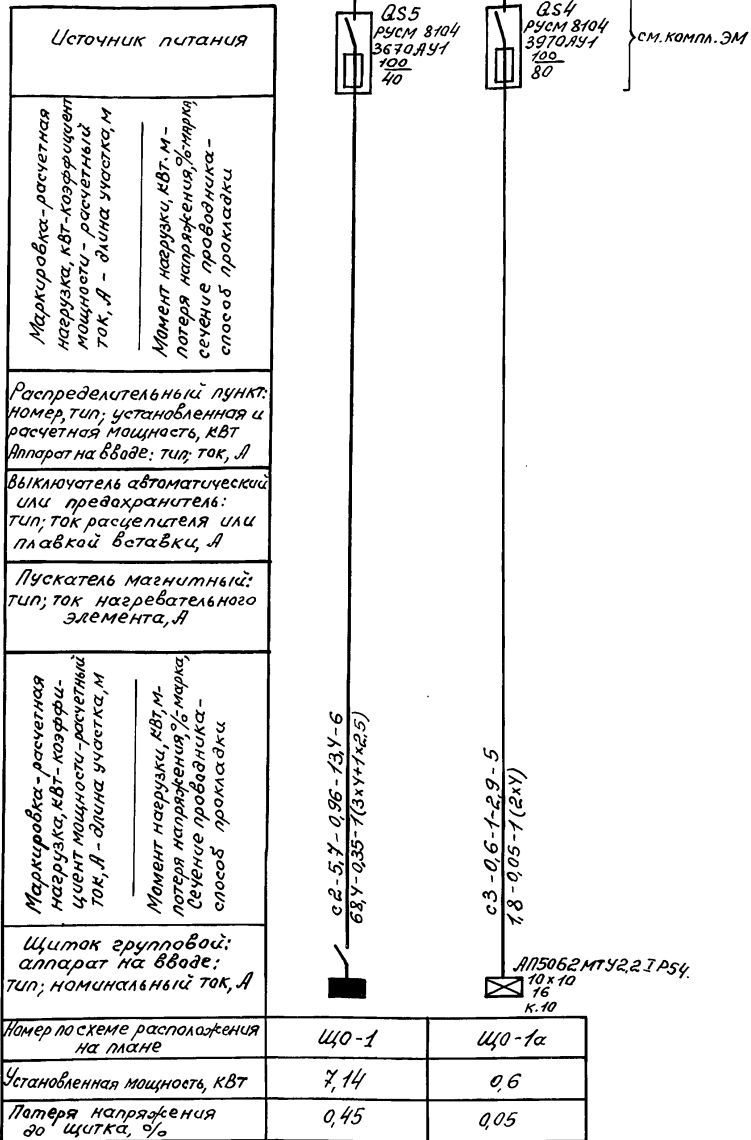 Источник питания
QS5
РУСМ 8104
3670АУ1
100
40
QS4
РУСМ 8104
3970АУ1
100
80
см. компл. ЭМ
Маркировка-расчетная
нагрузка, кВт-коэффициент
мощности - расчетный
ток, А - длина участка, м
Момент нагрузки, кВт. м-
потеря напряжения, %-марка,
сечение проводника-
способ прокладки
Распределительный пункт:
номер, тип; установленная и
расчетная мощность, кВт
Аппарат на вводе: тип; ток, А
Выключатель автоматический
или предохранитель:
тип; ток расцепителя или
плавкой вставки, А
Пускатель магнитный:
тип; ток нагревательного
элемента, А
Маркировка-расчетная
нагрузка, кВт-коэффи-
циент мощности-расчетный
ток, А - длина участка, м
Момент нагрузки, кВт, м-
потеря напряжения, %-марка,
Сечение проводника-
способ прокладки
с2-5,7-0,96-13,4-6
68,4-0,35-1(3х4+1х2,5)
с3-0,6-1-2,9-5
1,8-0,05-1(2х4)
Щиток групповой:
аппарат на вводе:
тип; номинальный ток, А
АП50Б2МТУ2,2 IP54.
10х10
16
к.10
Номер по схеме расположения
на плане
ЩО-1
ЩО-1а
Установленная мощность, кВт
7,14
0,6
Потеря напряжения
до щитка, %
0,45
0,05